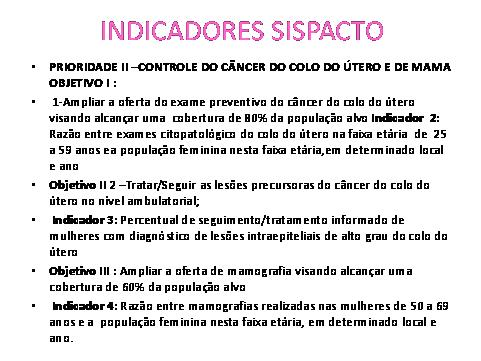 INDICADORES SISPACTO
• PRIORIDADE II –CONTROLE DO CÂNCER DO COLO DO ÚTERO E DE MAMA
OBJETIVO I :
• 1-Ampliar a oferta do exame preventivo do câncer do colo do útero
visando alcançar uma cobertura de 80% da população alvo Indicador 2:
Razão entre exames citopatológico do colo do útero na faixa etária de 25
a 59 anos ea população feminina nesta faixa etária,em determinado local
e ano
• Objetivo II 2 –Tratar/Seguir as lesões precursoras do câncer do colo do
útero no nível ambulatorial;
• Indicador 3: Percentual de seguimento/tratamento informado de
mulheres com diagnóstico de lesões intraepiteliais de alto grau do colo do
útero
• Objetivo III : Ampliar a oferta de mamografia visando alcançar uma
cobertura de 60% da população alvo
• Indicador 4: Razão entre mamografias realizadas nas mulheres de 50 a 69
anos e a população feminina nesta faixa etária, em determinado local e
ano.